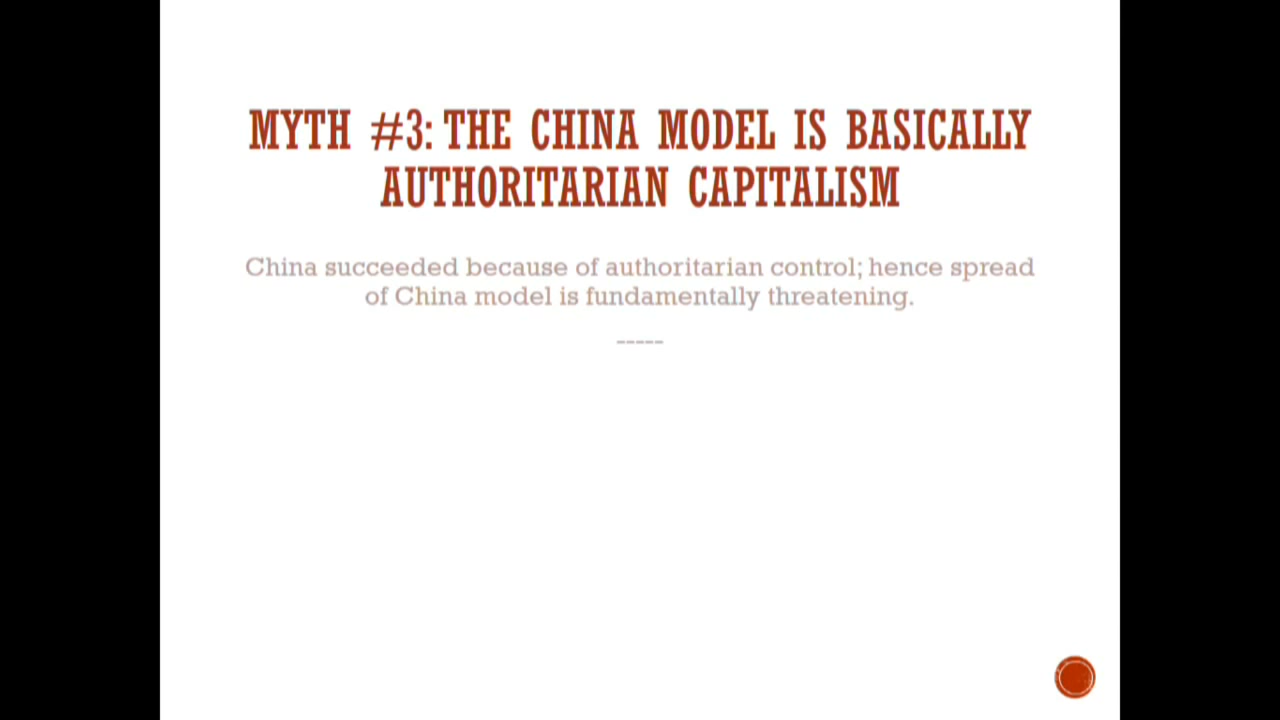 MYTH #3: THE CHINA MODEL IS BASICALLY
AUTHORITARIAN CAPITALISM
China succeeded because of authoritarian control; hence spread
of China model is fundamentally threatening.
-----